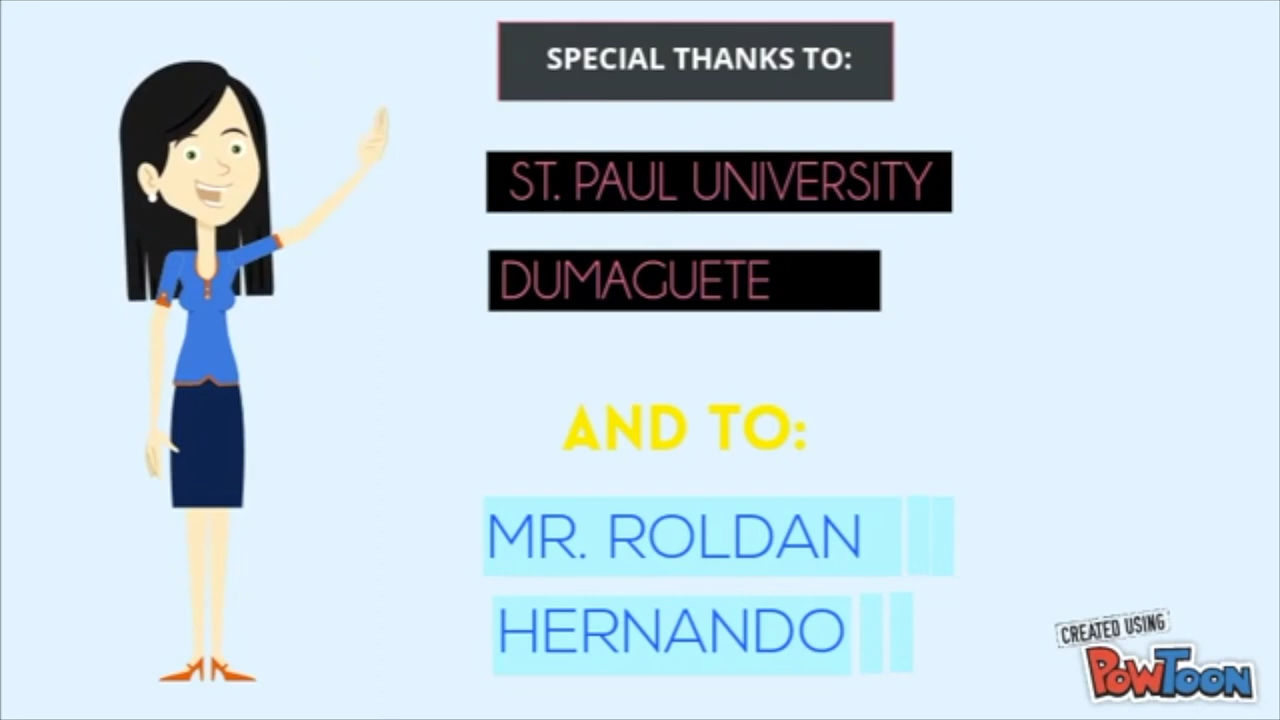 SPECIAL THANKS TO:
ST. PAUL UNIVERSITY
DUMAGUETE
AND TO:
MR. ROLDAN
HERNANDO
CREATED USING
POWTOON